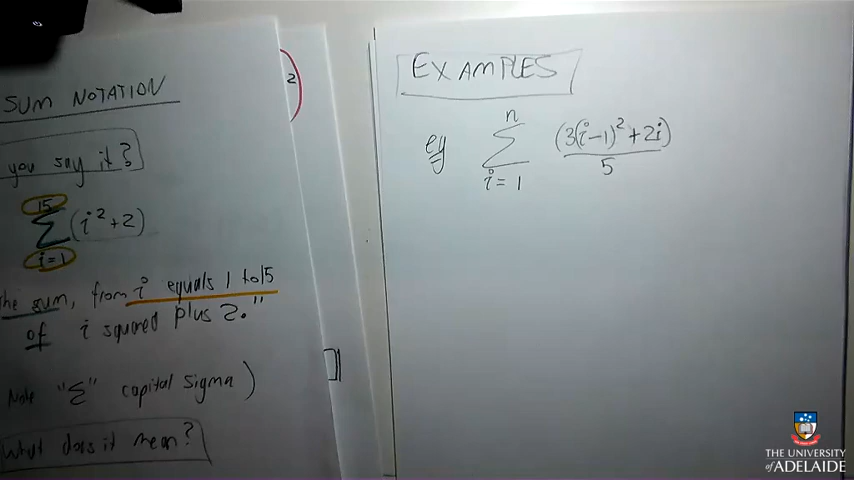 SUM NOTATION
you say it?
15
Σ (i² + 2)
i = 1
the sum, from i equals 1 to 15
of i squared plus 2."
Note "Σ" capital sigma)
What does it mean?
2
EXAMPLES
eg n
Σ (3(i-1)² + 2i)
i = 1 5
THE UNIVERSITY
of ADELAIDE